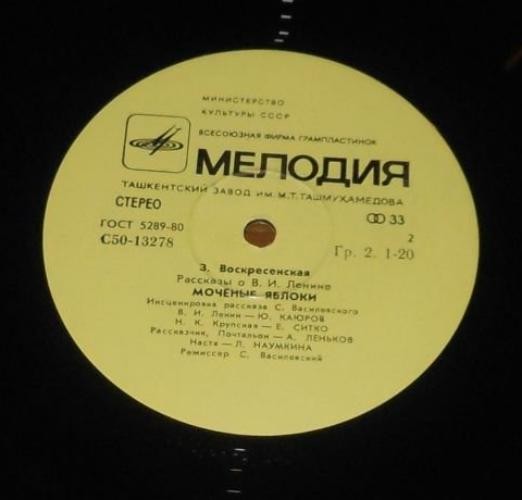 МИНИСТЕРСТВО
КУЛЬТУРЫ СССР
ВСЕСОЮЗНАЯ ФИРМА ГРАМПЛАСТИНОК
МЕЛОДИЯ
ТАШКЕНТСКИЙ ЗАВОД ИМ. М.Т. ТАШМУХАМЕДОВА
СТЕРЕО 33
ГОСТ 5289-80 2
С50-13278 Гр. 2. 1-20
З. Воскресенская
Рассказы о В. И. Ленине
МОЧЁНЫЕ ЯБЛОКИ
Инсценировка рассказа С. Василевского
В. И. Ленин — Ю. КАЮРОВ
Н. К. Крупская — Е. СИТКО
Рассказчик, Почтальон — А. ЛЕНЬКОВ
Настя — Л. НАУМКИНА
Режиссер С. Василевский